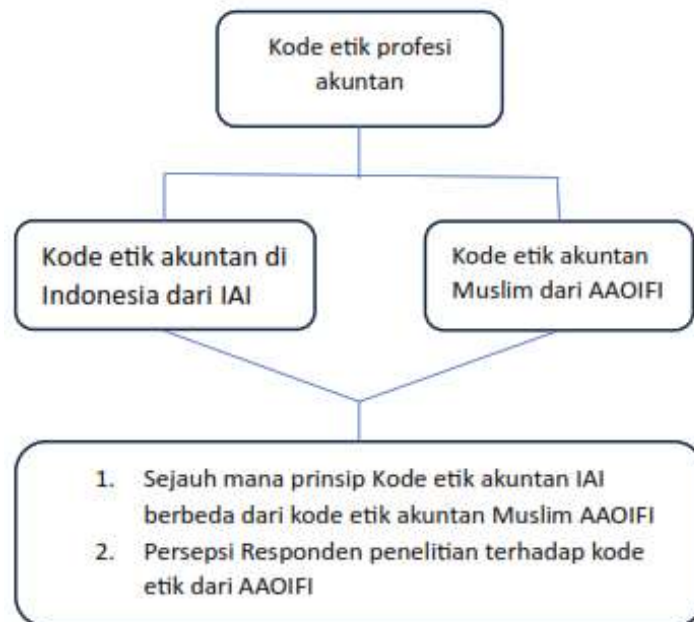 Kode etik profesi
akuntan
Kode etik akuntan di
Indonesia dari IAI
Kode etik akuntan
Muslim dari AAOIFI
1. Sejauh mana prinsip Kode etik akuntan IAI
berbeda dari kode etik akuntan Muslim AAOIFI
2. Persepsi Responden penelitian terhadap kode
etik dari AAOIFI